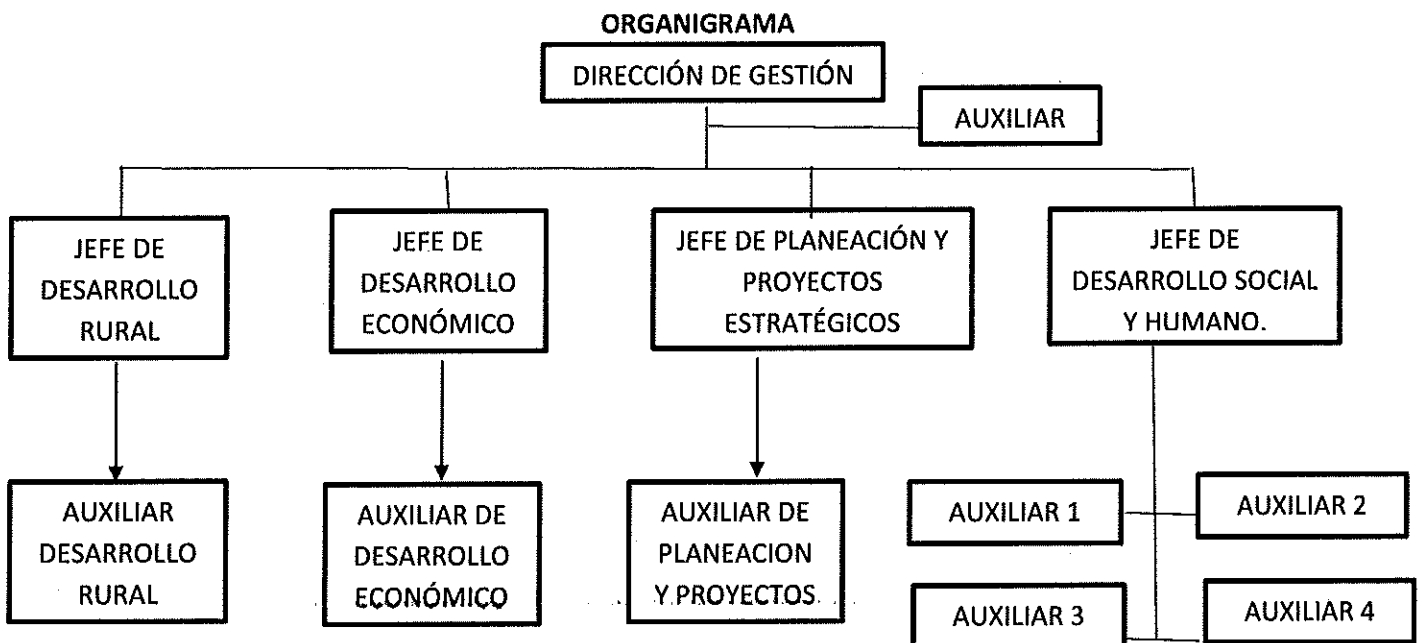 ORGANIGRAMA
DIRECCIÓN DE GESTIÓN
AUXILIAR
JEFE DE
DESARROLLO
RURAL
JEFE DE
DESARROLLO
ECONÓMICO
JEFE DE PLANEACIÓN Y
PROYECTOS
ESTRATÉGICOS
JEFE DE
DESARROLLO SOCIAL
Y HUMANO.
AUXILIAR
DESARROLLO
RURAL
AUXILIAR DE
DESARROLLO
ECONÓMICO
AUXILIAR DE
PLANEACION
Y PROYECTOS
AUXILIAR 1
AUXILIAR 2
AUXILIAR 3
AUXILIAR 4